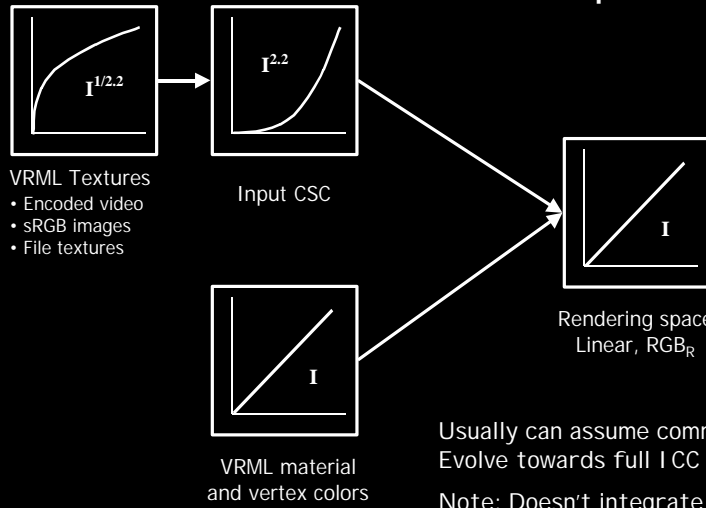 I1/2.2
I2.2
VRML Textures
• Encoded video
• sRGB images
• File textures
Input CSC
I
Rendering space
Linear, RGBR
I
VRML material
and vertex colors
Usually can assume
Evolve towards full ICC
Note: Doesn't integrate